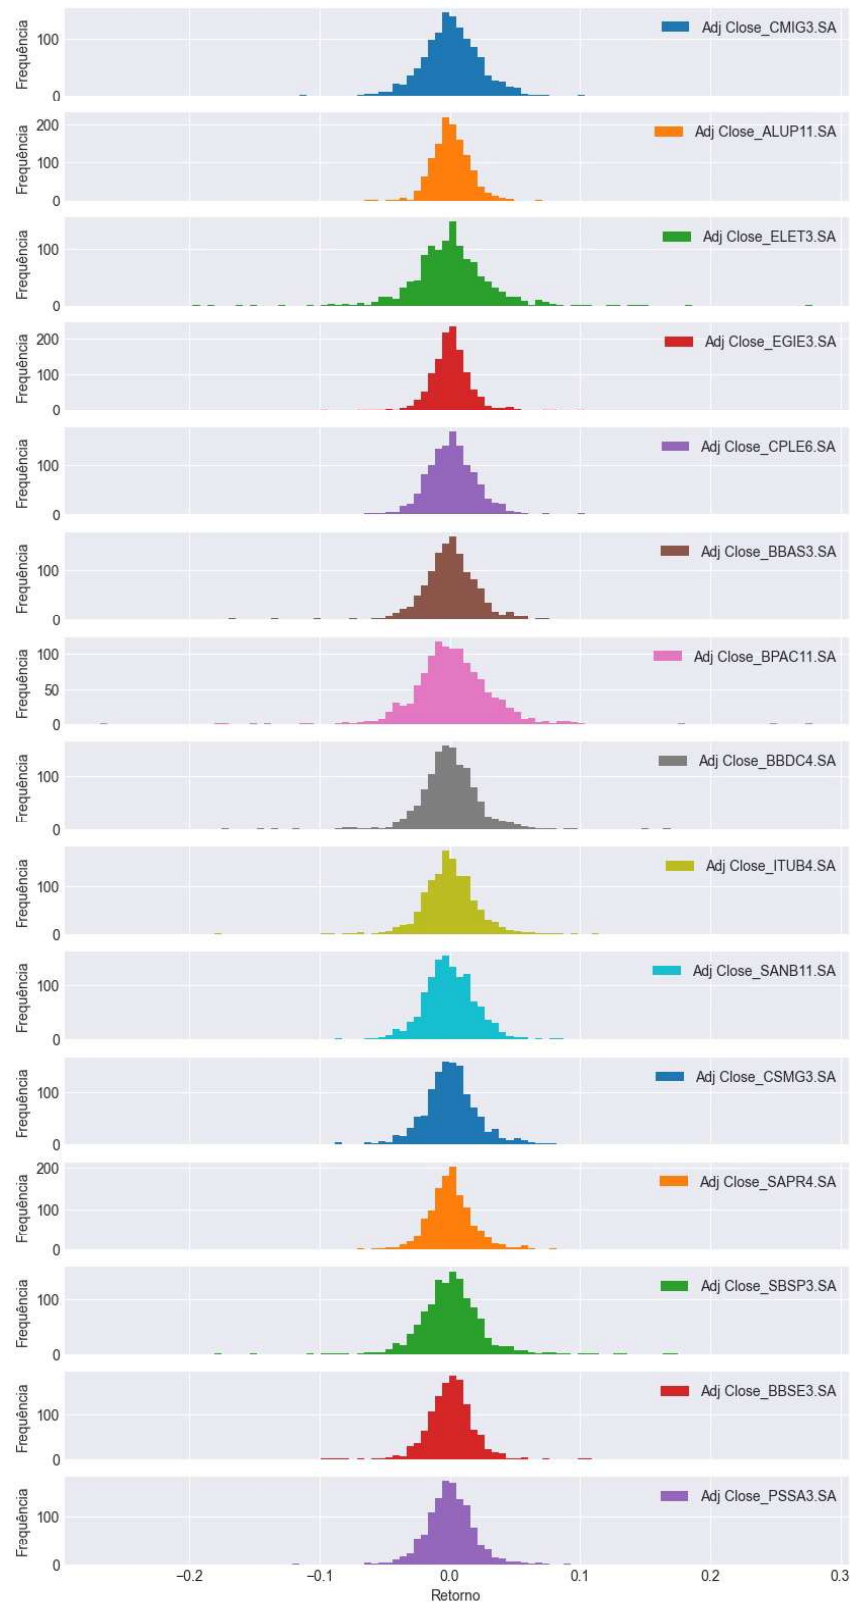 Frequência
100
0
Adj Close_CMIG3.SA
Frequência
200
100
0
Adj Close_ALUP11.SA
Frequência
100
0
Adj Close_ELET3.SA
Frequência
200
100
0
Adj Close_EGIE3.SA
Frequência
100
0
Adj Close_CPLE6.SA
Frequência
100
0
Adj Close_BBAS3.SA
Frequência
100
50
0
Adj Close_BPAC11.SA
Frequência
100
0
Adj Close_BBDC4.SA
Frequência
100
0
Adj Close_ITUB4.SA
Frequência
100
0
Adj Close_SANB11.SA
Frequência
100
0
Adj Close_CSMG3.SA
Frequência
200
100
0
Adj Close_SAPR4.SA
Frequência
100
0
Adj Close_SBSP3.SA
Frequência
100
0
Adj Close_BBSE3.SA
Frequência
100
0
Adj Close_PSSA3.SA
−0.2 −0.1 0.0 0.1 0.2 0.3
Retorno